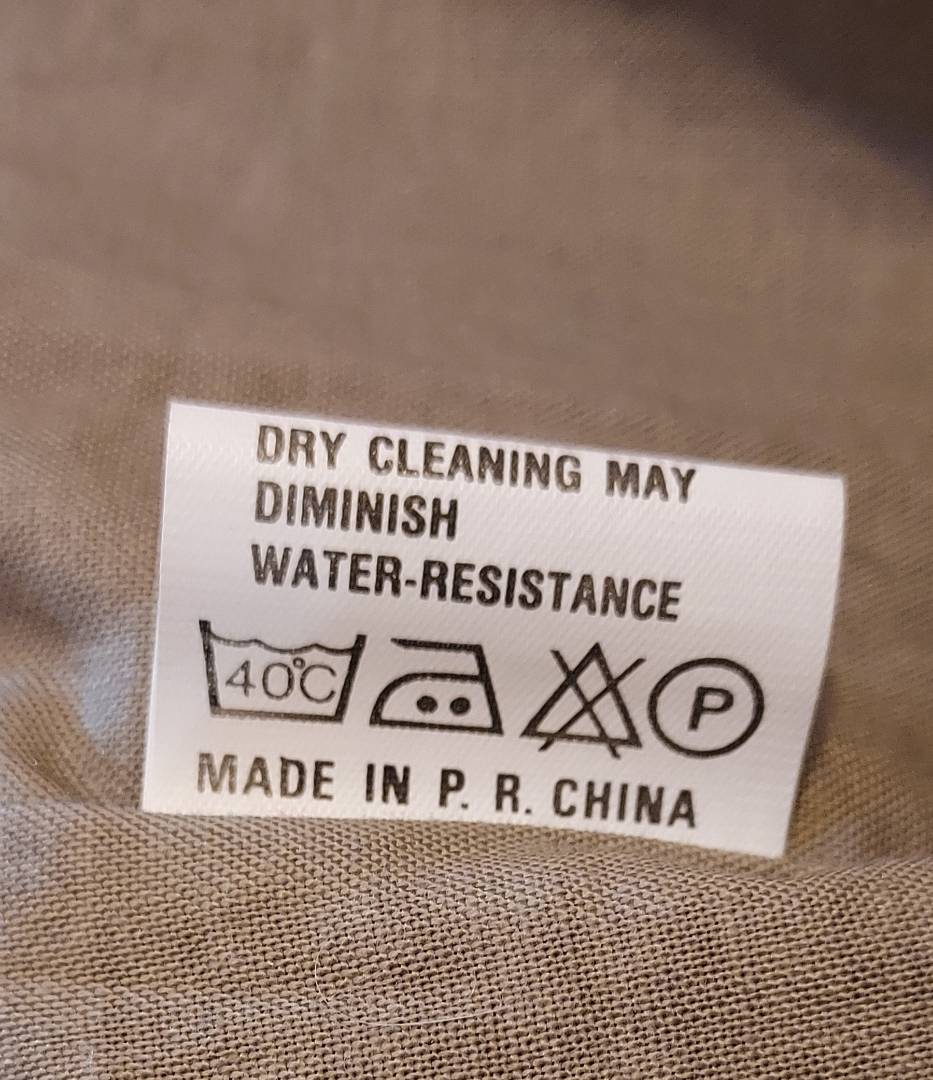 DRY CLEANING MAY
DIMINISH
WATER-RESISTANCE
40℃ P
MADE IN P. R. CHINA